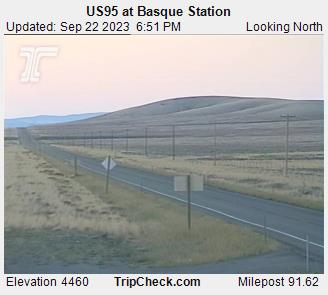 US95 at Basque Station
Updated: Sep 22 2023 6:51 PM Looking North
Elevation 4460 TripCheck.com Milepost 91.62